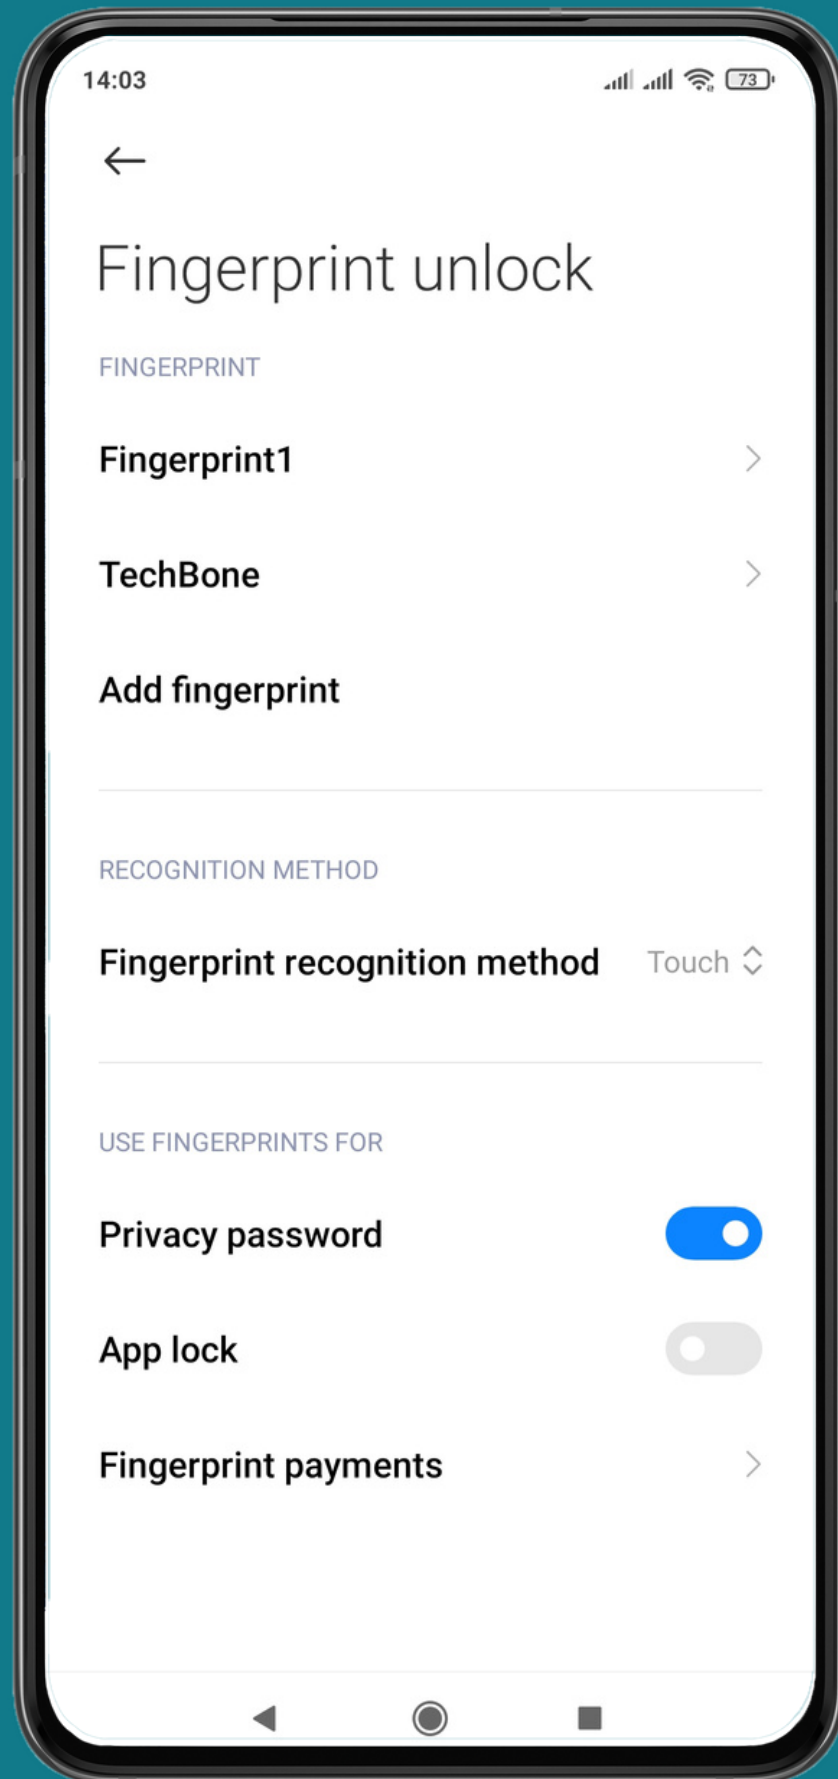 14:03
73
Fingerprint unlock
FINGERPRINT
Fingerprint1
TechBone
Add fingerprint
RECOGNITION METHOD
Fingerprint recognition method Touch
USE FINGERPRINTS FOR
Privacy password
App lock
Fingerprint payments